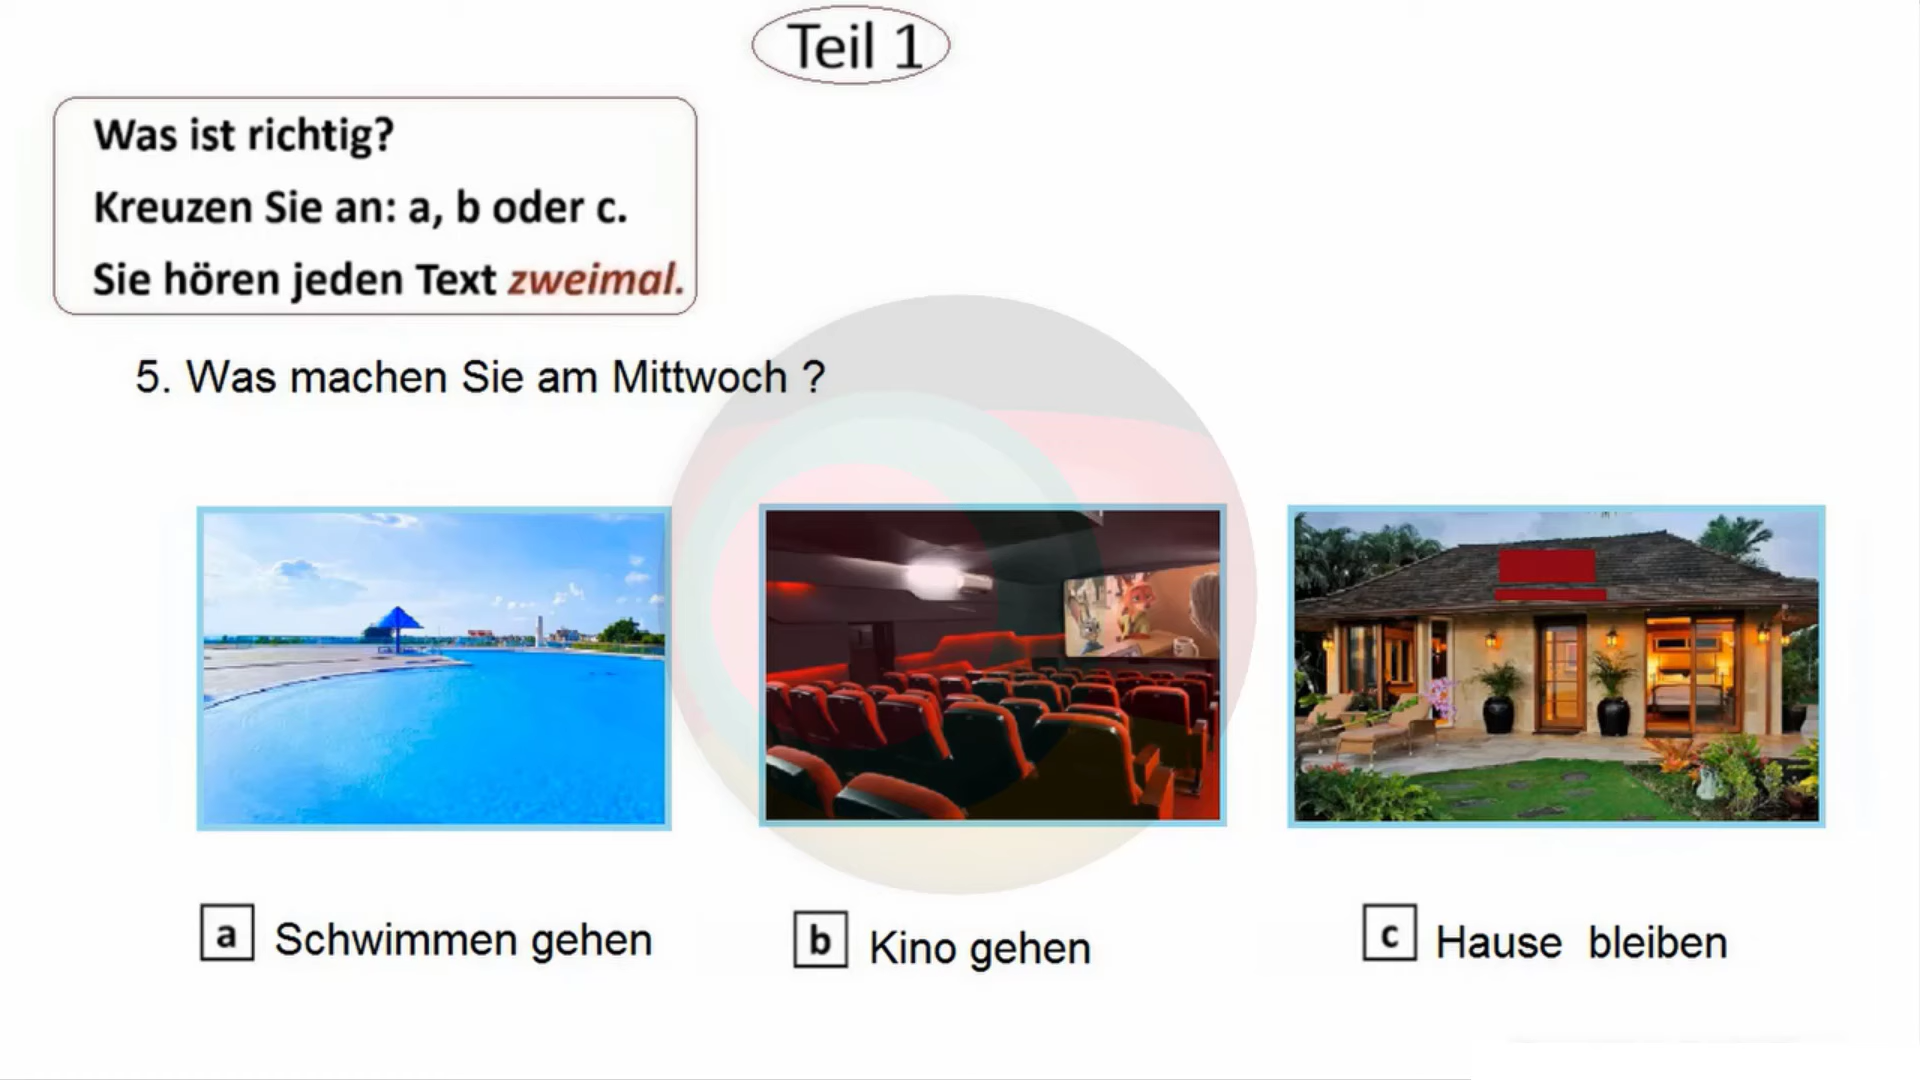 Teil 1
Was ist richtig?
Kreuzen Sie an: a, b oder c.
Sie hören jeden Text zweimal.
5. Was machen Sie am Mittwoch ?
a Schwimmen gehen
b Kino gehen
c Hause bleiben